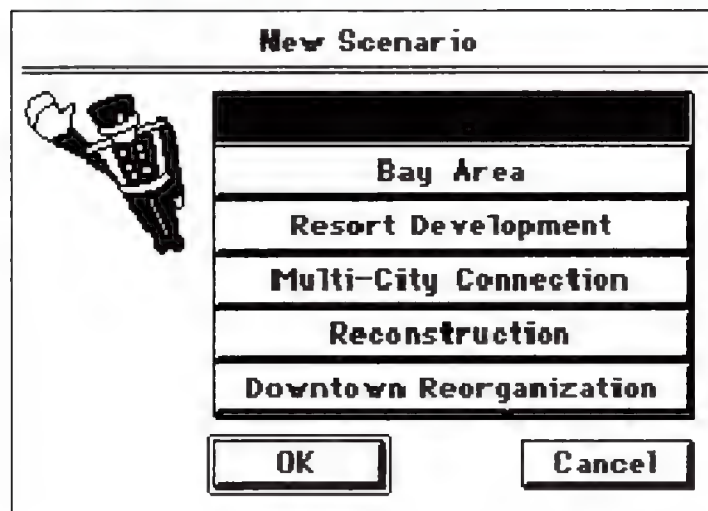 New Scenario
Bay Area
Resort Development
Multi-City Connection
Reconstruction
Downtown Reorganization
OK
Cancel